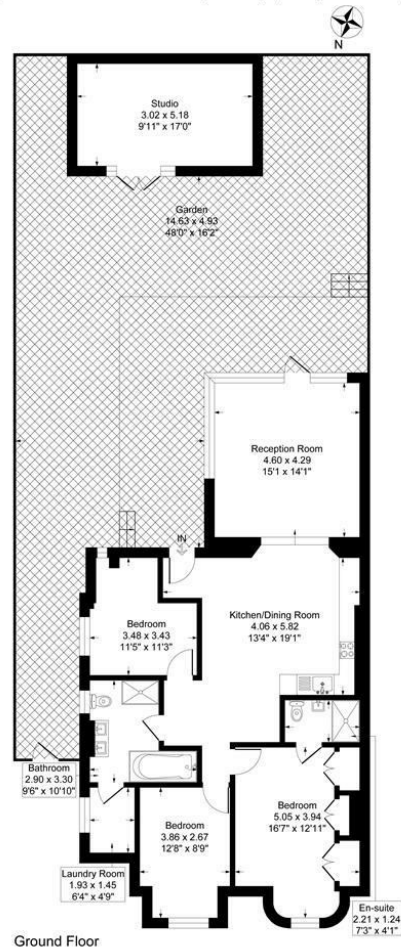 N
Studio
3.02 x 5.18
9'11" x 17'0"
Garden
14.63 x 4.93
48'0" x 16'2"
Reception Room
4.60 x 4.29
15'1 x 14'1"
IN
Kitchen/Dining Room
4.06 x 5.82
13'4" x 19'1"
Bedroom
3.48 x 3.43
11'5" x 11'3"
Bathroom
2.90 x 3.30
9'6" x 10'10"
Bedroom
3.86 x 2.67
12'8" x 8'9"
Bedroom
5.05 x 3.94
16'7" x 12'11"
Laundry Room
1.93 x 1.45
6'4" x 4'9"
En-suite
2.21 x 1.24
7'3" x 4'1"
Ground Floor